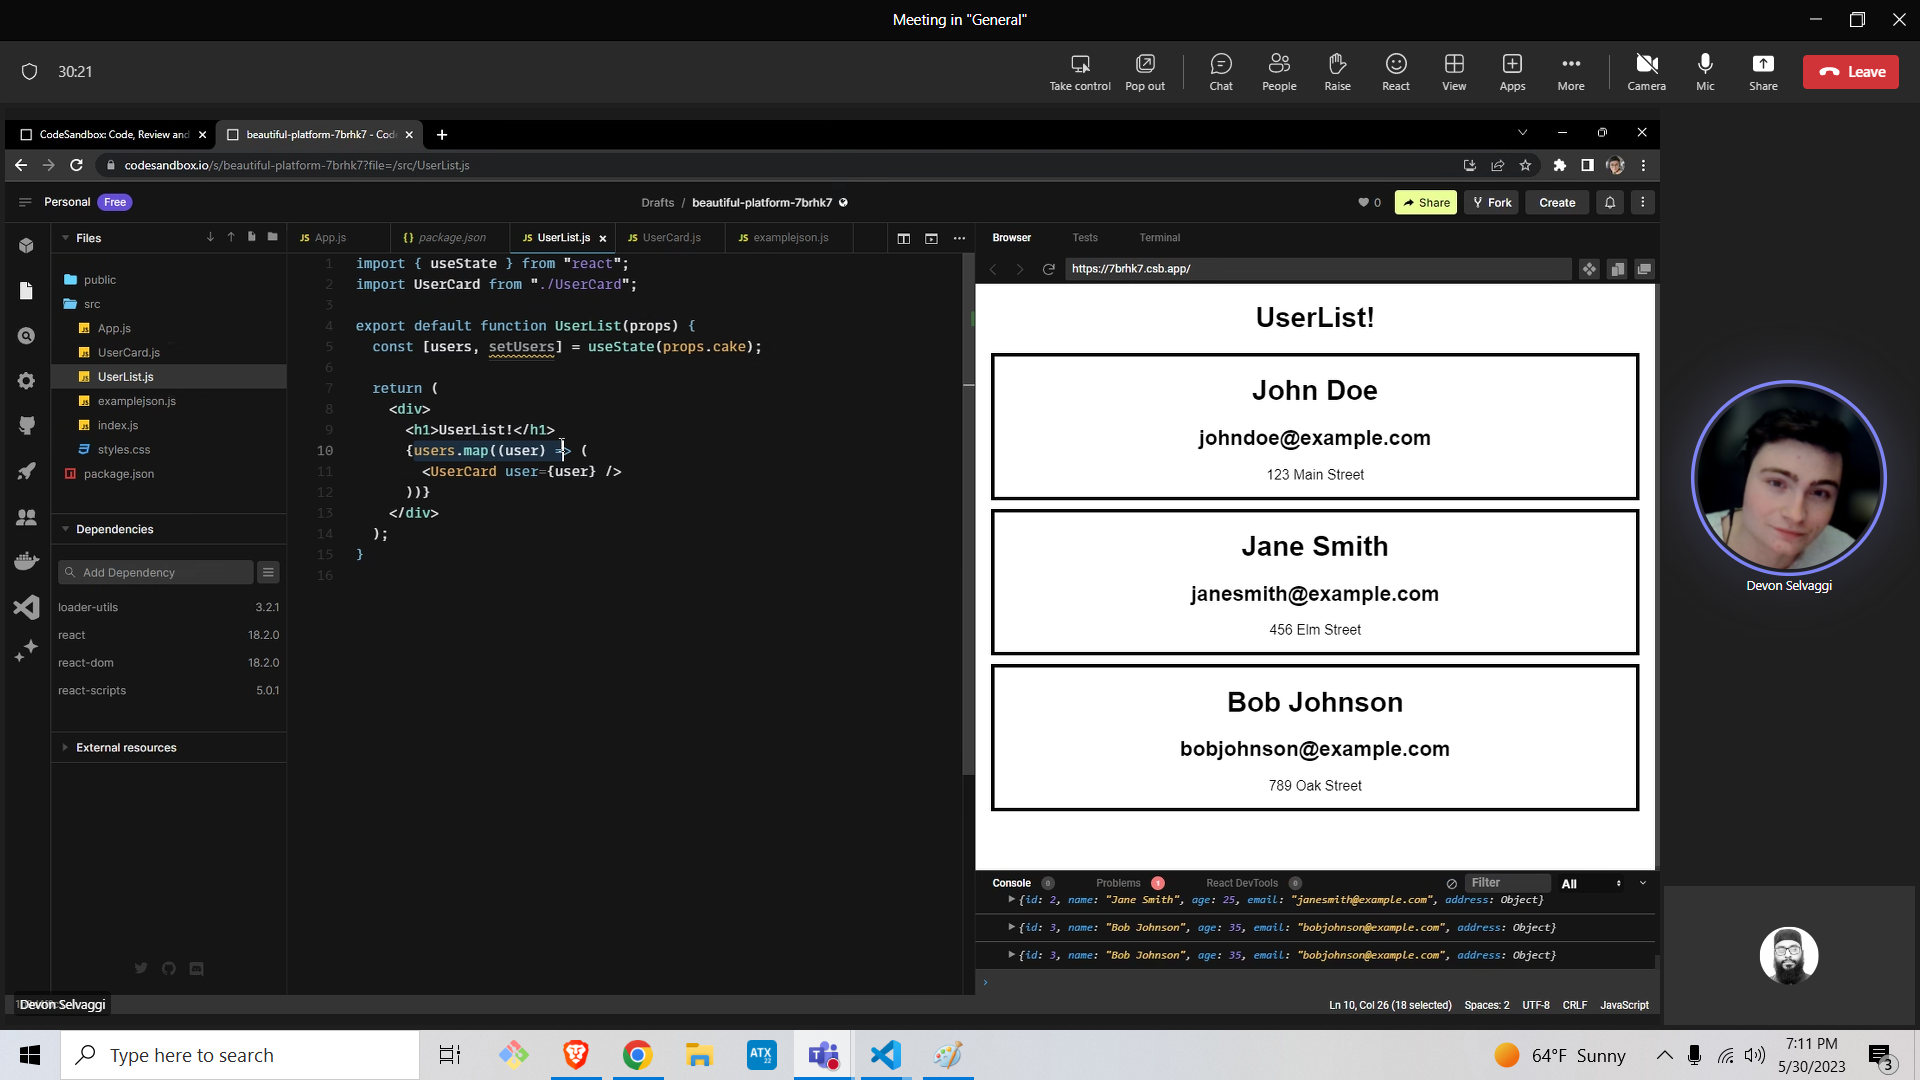 Meeting in "General"
30:21
Take control
Pop out
Chat
People
Raise
React
View
Apps
More
Camera
Mic
Share
Leave
CodeSandbox: Code, Review and
beautiful-platform-7brhk7 - Cod
codesandbox.io/s/beautiful-platform-7brhk7?file=/src/UserList.js
Personal Free
Drafts / beautiful-platform-7brhk7
0
Share
Fork
Create
Files
public
src
App.js
UserCard.js
UserList.js
examplejson.js
index.js
styles.css
package.json
Dependencies
Add Dependency
loader-utils 3.2.1
react 18.2.0
react-dom 18.2.0
react-scripts 5.0.1
External resources
JS App.js
{} package.json
JS UserList.js
JS UserCard.js
JS examplejson.js
1 import { useState } from "react";
2 import UserCard from "./UserCard";
3
4 export default function UserList(props) {
5 const [users, setUsers] = useState(props.cake);
6
7 return (
8 <div>
9 <h1>UserList!</h1>
10 {users.map((user) => (
11 <UserCard user={user} />
12 ))}
13 </div>
14 );
15 }
16
Browser
Tests
Terminal
https://7brhk7.csb.app/
UserList!
John Doe
johndoe@example.com
123 Main Street
Jane Smith
janesmith@example.com
456 Elm Street
Bob Johnson
bobjohnson@example.com
789 Oak Street
Console 0
Problems 1
React DevTools 0
Filter
All
{id: 2, name: "Jane Smith", age: 25, email: "janesmith@example.com", address: Object}
{id: 3, name: "Bob Johnson", age: 35, email: "bobjohnson@example.com", address: Object}
{id: 3, name: "Bob Johnson", age: 35, email: "bobjohnson@example.com", address: Object}
Ln 10, Col 26 (18 selected)
Spaces: 2
UTF-8
CRLF
JavaScript
Devon Selvaggi
Devon Selvaggi
Type here to search
ATX
22
64°F Sunny
7:11 PM
5/30/2023
3